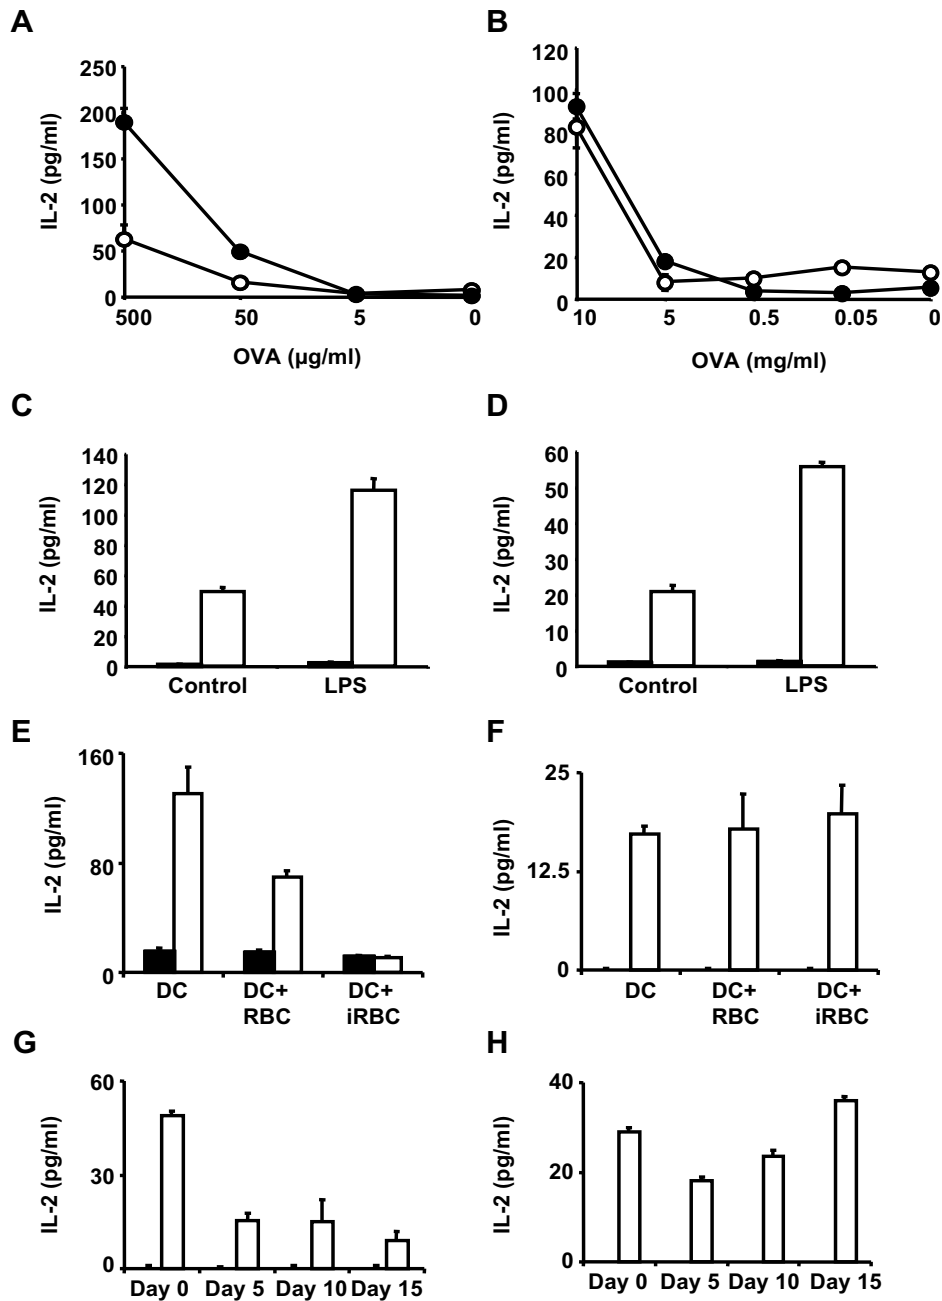 A
250
200
150
100
50
0
IL-2 (pg/ml)
500 50 5 0
OVA (µg/ml)
B
120
100
80
60
40
20
0
IL-2 (pg/ml)
10 5 0.5 0.05 0
OVA (mg/ml)
C
140
120
100
80
60
40
20
0
IL-2 (pg/ml)
Control LPS
D
60
50
40
30
20
10
0
IL-2 (pg/ml)
Control LPS
E
160
80
0
IL-2 (pg/ml)
DC DC+ DC+
RBC iRBC
F
25
12.5
0
IL-2 (pg/ml)
DC DC+ DC+
RBC iRBC
G
60
30
0
IL-2 (pg/ml)
Day 0 Day 5 Day 10 Day 15
H
40
20
0
IL-2 (pg/ml)
Day 0 Day 5 Day 10 Day 15